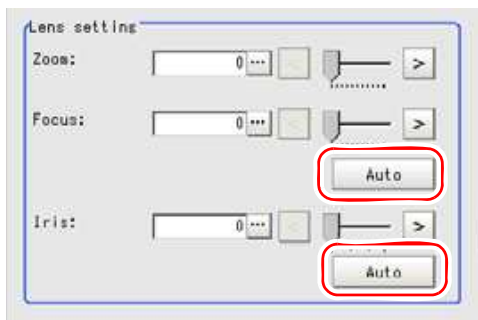 Lens setting
Zoom: 0 ... < >
Focus: 0 ... < >
Auto
Iris: 0 ... < >
Auto